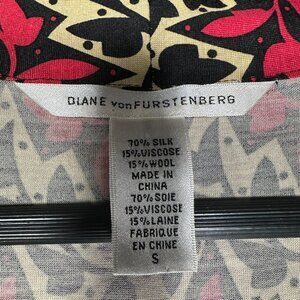 DIANE von FURSTENBERG
70% SILK
15%VISCOSE
15%WOOL
MADE IN
CHINA
70%SOIE
15%VISCOSE
15%LAINE
FABRIQUE
EN CHINE
S